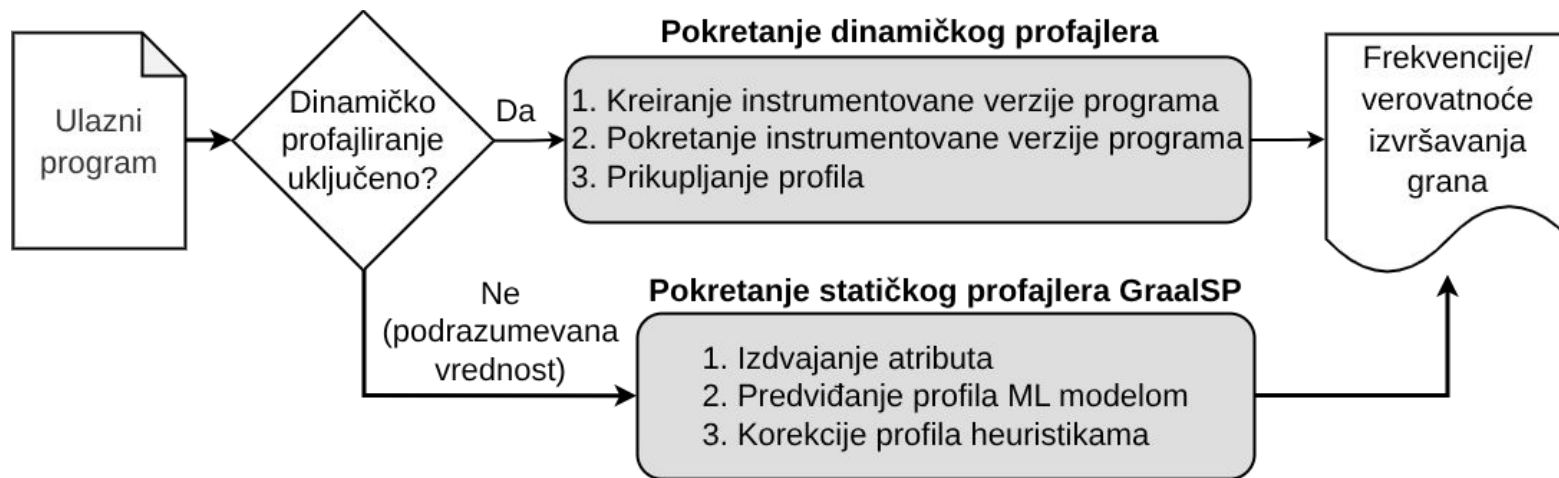 Ulazni
program
Dinamičko
profajliranje
uključeno?
Da
Pokretanje dinamičkog profajlera
1. Kreiranje instrumentovane verzije programa
2. Pokretanje instrumentovane verzije programa
3. Prikupljanje profila
Frekvencije/
verovatnoće
izvršavanja
grana
Ne
(podrazumevana
vrednost)
Pokretanje statičkog profajlera GraalSP
1. Izdvajanje atributa
2. Predviđanje profila ML modelom
3. Korekcije profila heuristikama